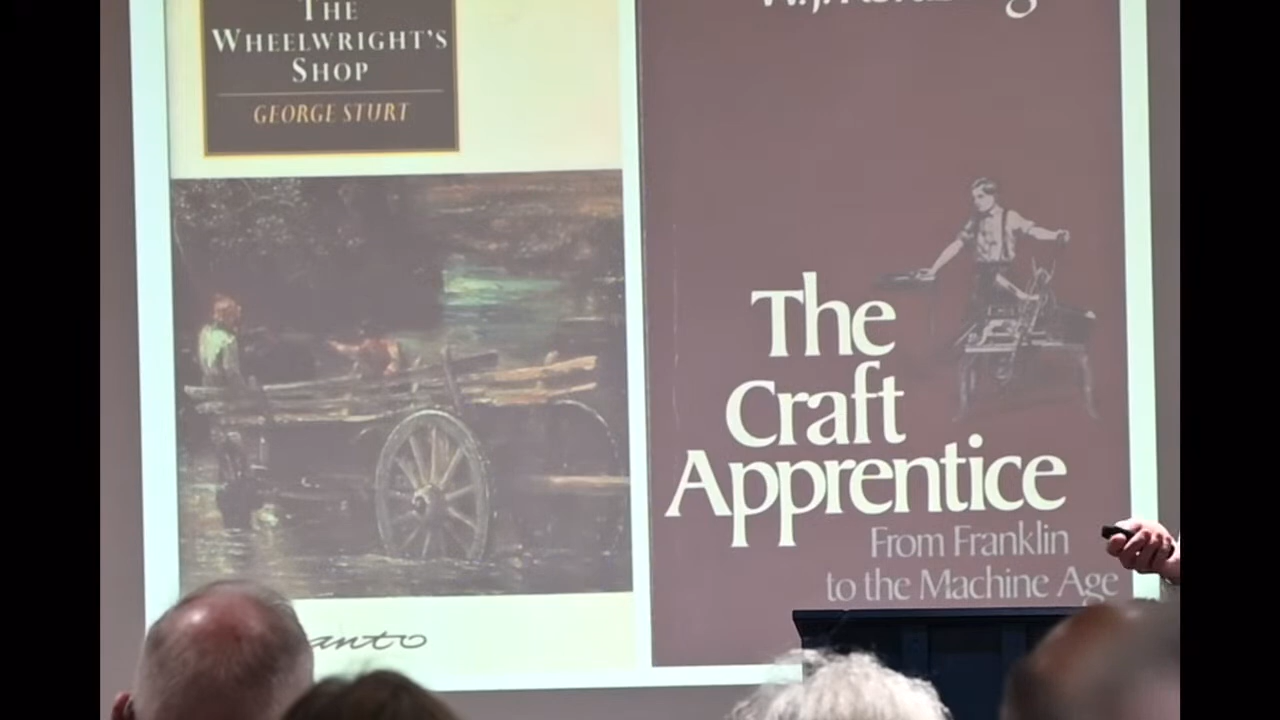 THE
WHEELWRIGHT'S
SHOP
GEORGE STURT
The
Craft
Apprentice
From Franklin
to the Machine Age